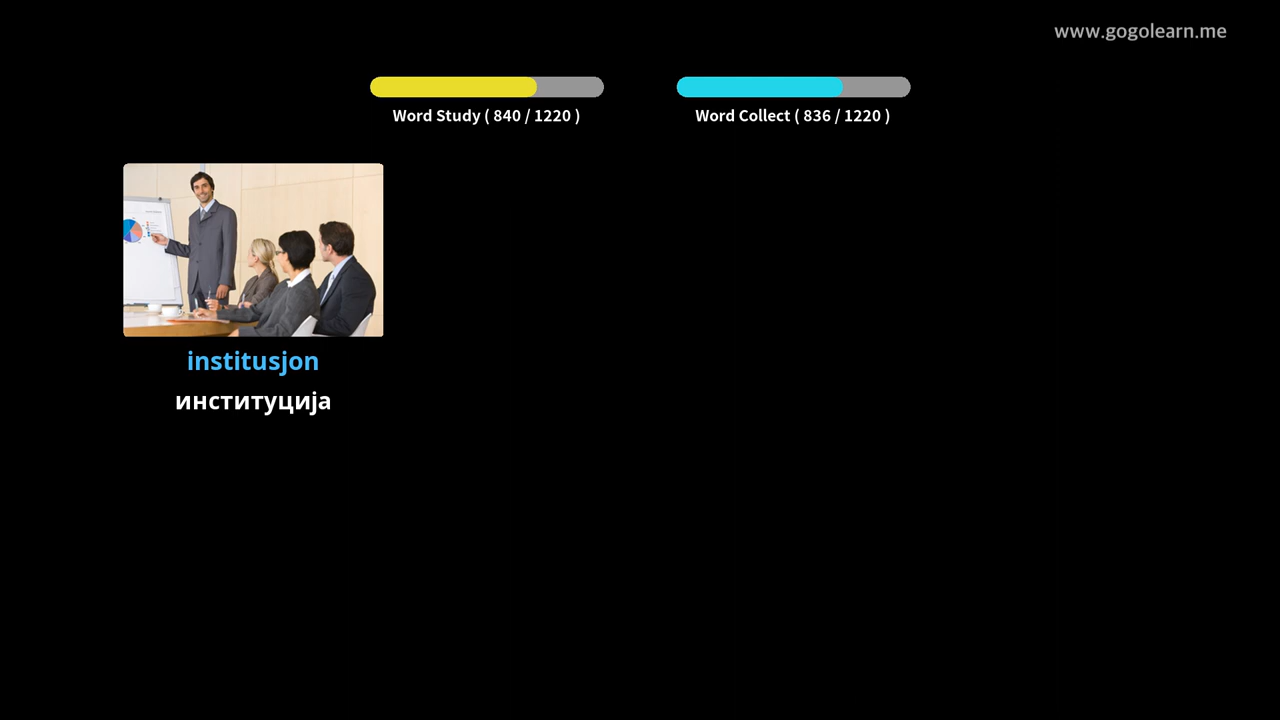 www.gogolearn.me
Word Study ( 840 / 1220 )
Word Collect ( 836 / 1220 )
institusjon
институција